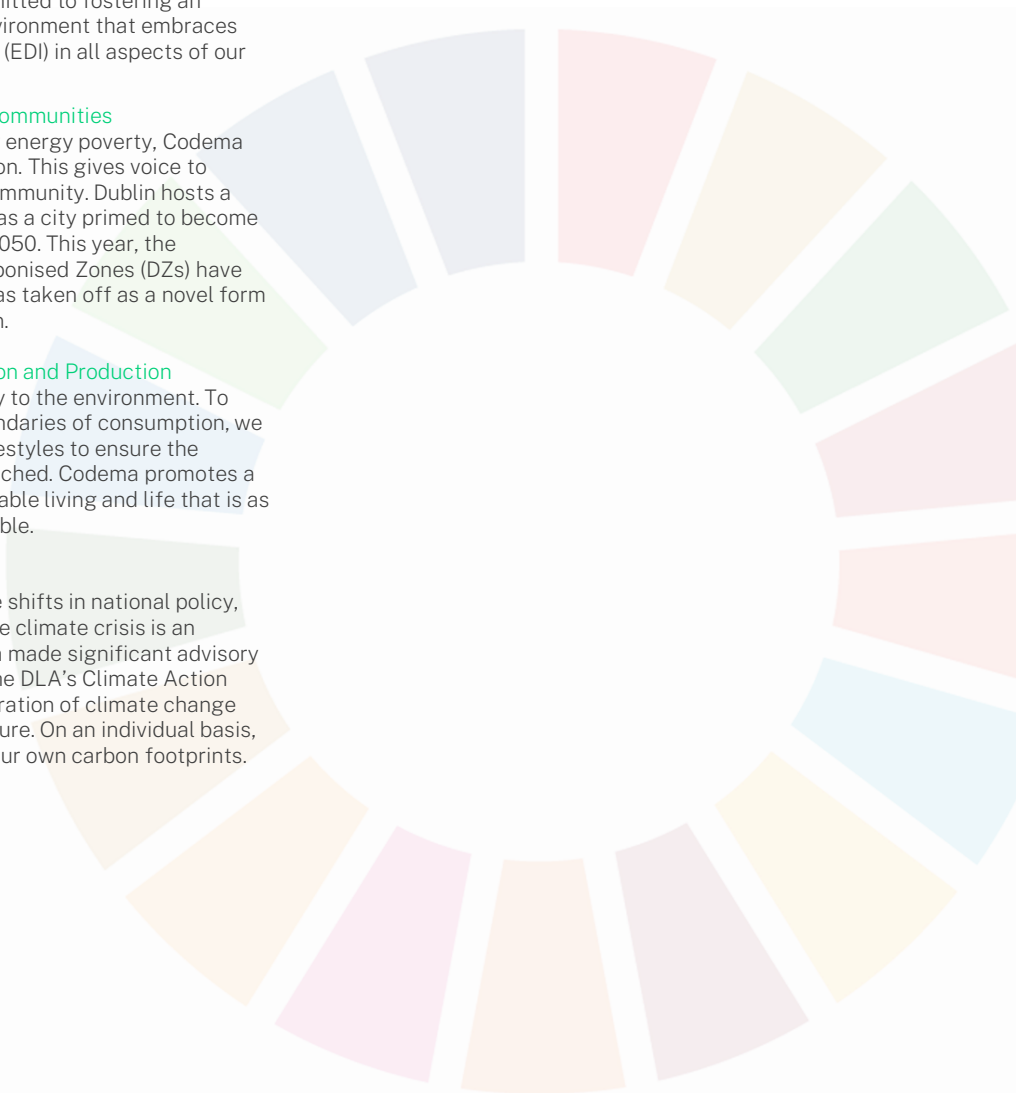 itted to fostering an
vironment that embraces
(EDI) in all aspects of our
ommunities
energy poverty, Codema
on. This gives voice to
mmunity. Dublin hosts a
as a city primed to become
050. This year, the
ponised Zones (DZs) have
as taken off as a novel form
n.
on and Production
y to the environment. To
ndaries of consumption, we
estyles to ensure the
ched. Codema promotes a
able living and life that is as
ble.
e shifts in national policy,
e climate crisis is an
a made significant advisory
he DLA's Climate Action
ration of climate change
ure. On an individual basis,
ur own carbon footprints.